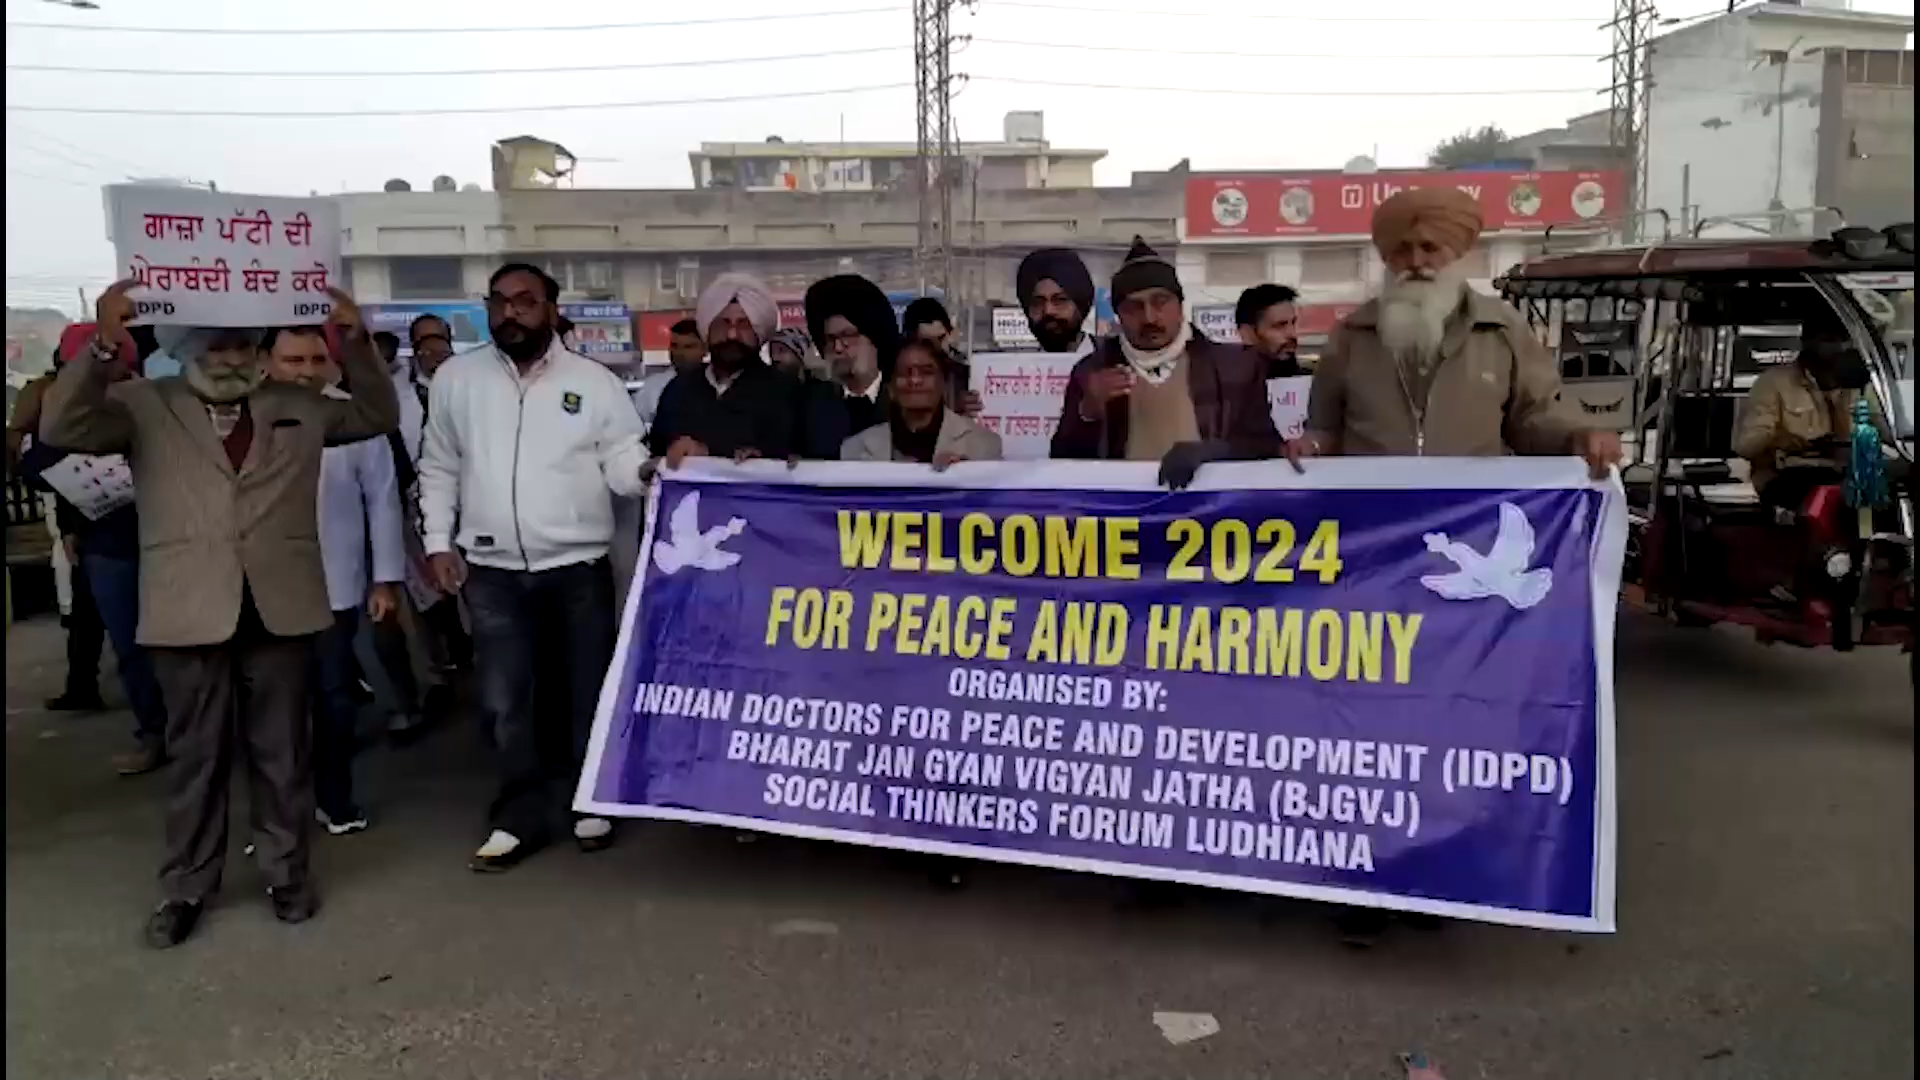 ਗਾਜ਼ਾ ਪੱਟੀ ਦੀ
ਘੇਰਾਬੰਦੀ ਬੰਦ ਕਰੋ
IDPD IDPD
WELCOME 2024
FOR PEACE AND HARMONY
ORGANISED BY:
INDIAN DOCTORS FOR PEACE AND DEVELOPMENT (IDPD)
BHARAT JAN GYAN VIGYAN JATHA (BJGVJ)
SOCIAL THINKERS FORUM LUDHIANA
HIGH